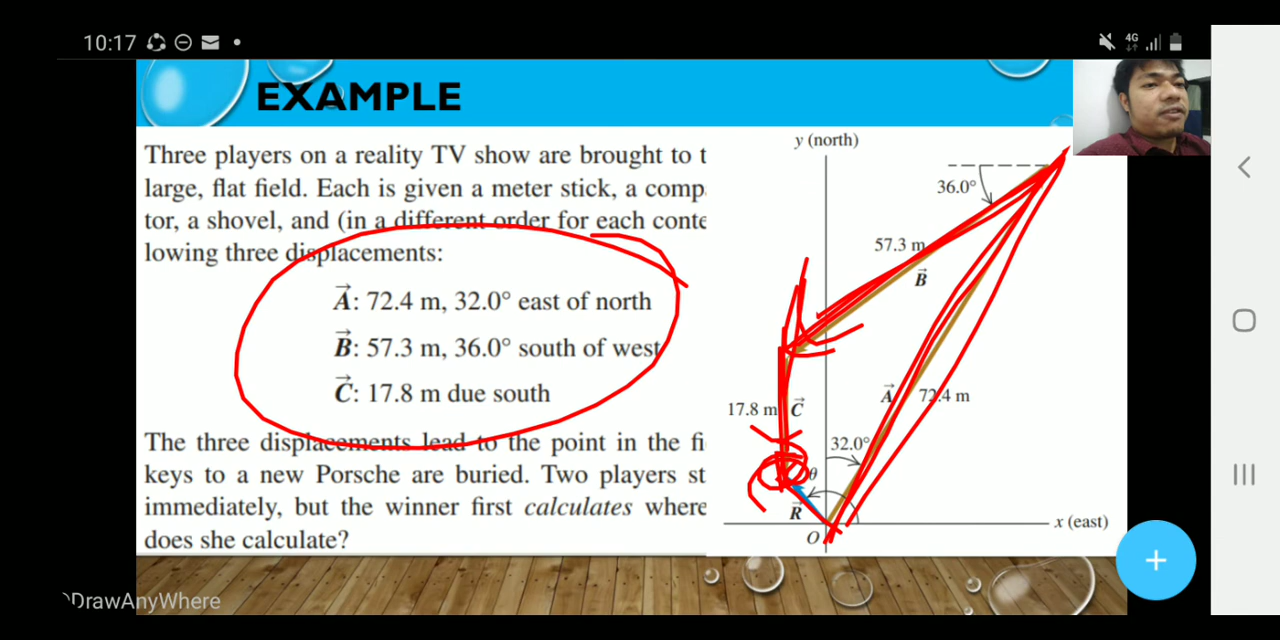 10:17
4G
EXAMPLE
Three players on a reality TV show are brought to t
large, flat field. Each is given a meter stick, a comp
tor, a shovel, and (in a different order for each conte
lowing three displacements:
A: 72.4 m, 32.0° east of north
B: 57.3 m, 36.0° south of west
C: 17.8 m due south
The three displacements lead to the point in the fi
keys to a new Porsche are buried. Two players st
immediately, but the winner first calculates where
does she calculate?
y (north)
36.0°
57.3 m
B
A 72.4 m
17.8 m C
32.0°
θ
R
O
x (east)
DrawAnyWhere